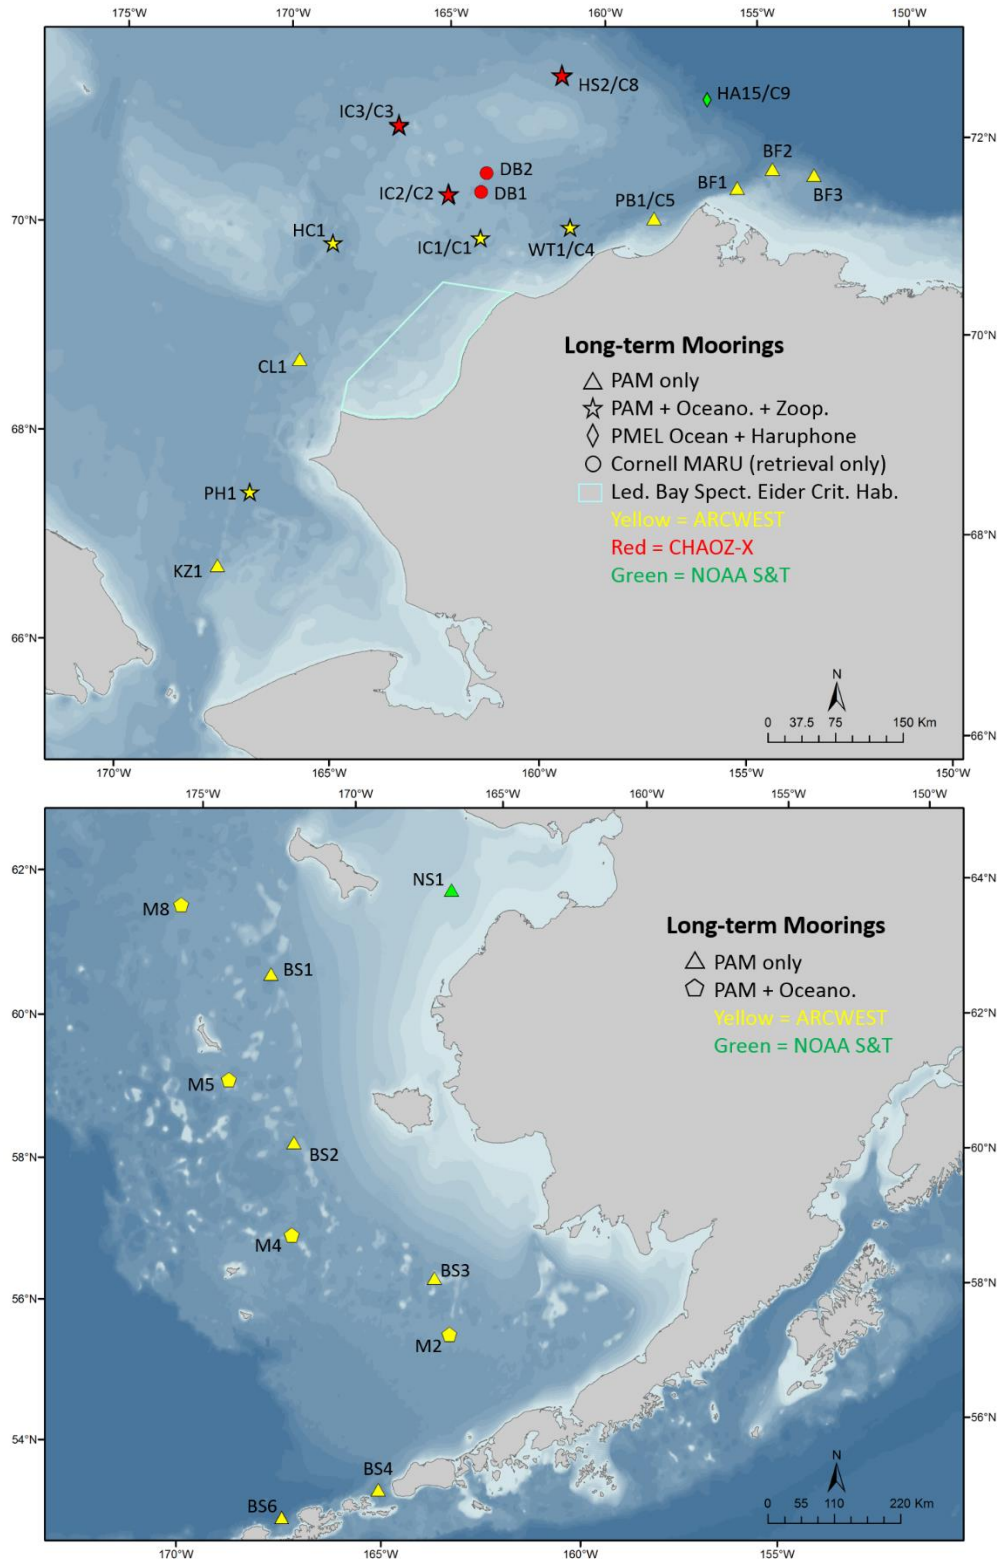 175°W 170°W 165°W 160°W 155°W 150°W
HS2/C8
HA15/C9
IC3/C3
72°N
BF2
DB2
BF1
BF3
IC2/C2
DB1
PB1/C5
70°N
HC1
IC1/C1
WT1/C4
70°N
Long-term Moorings
CL1
PAM only
PAM + Oceano. + Zoop.
68°N
PMEL Ocean + Haruphone
Cornell MARU (retrieval only)
PH1
Led. Bay Spect. Eider Crit. Hab.
Yellow = ARCWEST
68°N
Red = CHAOZ-X
KZ1
Green = NOAA S&T
66°N
N
0 37.5 75 150 Km
66°N
170°W 165°W 160°W 155°W 150°W
175°W 170°W 165°W 160°W 155°W 150°W
62°N
NS1
64°N
M8
Long-term Moorings
PAM only
BS1
PAM + Oceano.
60°N
Yellow = ARCWEST
62°N
Green = NOAA S&T
M5
BS2
60°N
58°N
M4
BS3
58°N
56°N
M2
56°N
54°N
N
BS4
BS6
0 55 110 220 Km
170°W 165°W 160°W 155°W